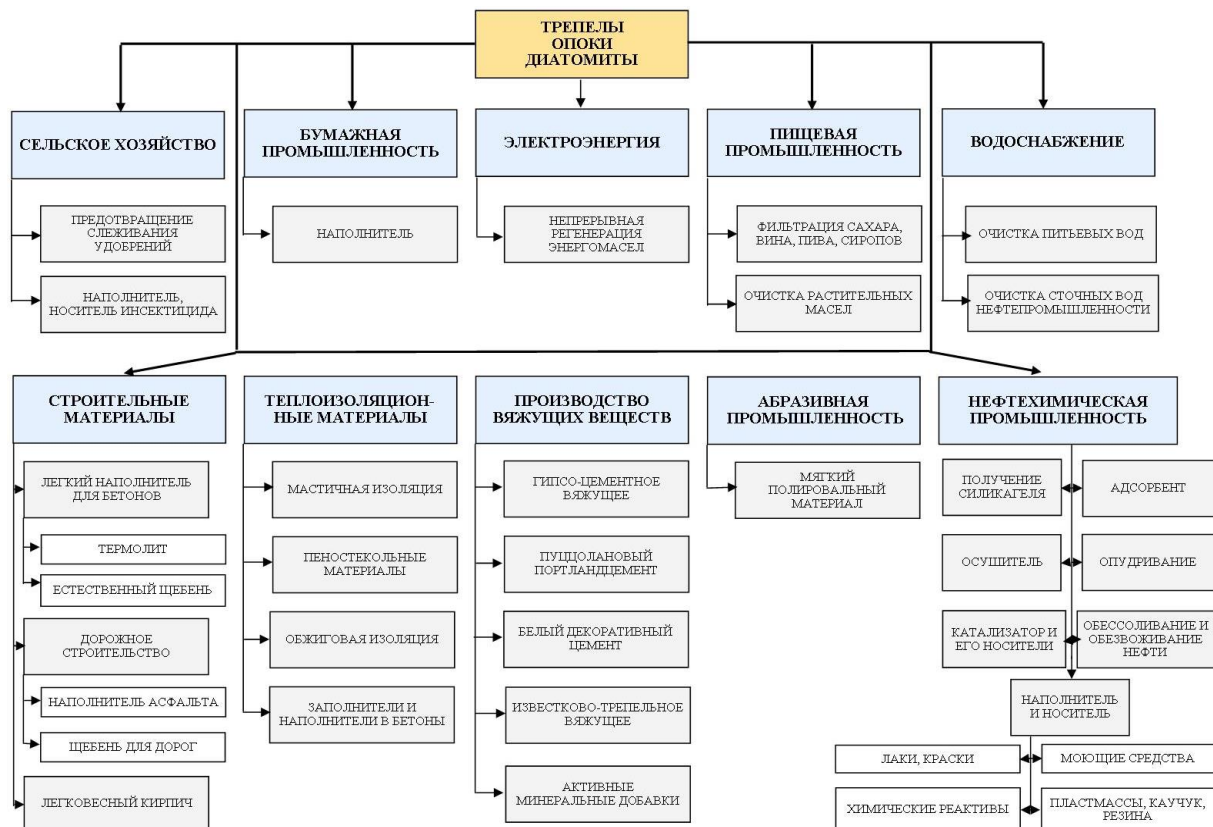 ТРЕПЕЛЫ
ОПОКИ
ДИАТОМИТЫ
СЕЛЬСКОЕ ХОЗЯЙСТВО
ПРЕДОТВРАЩЕНИЕ
СЛЕЖИВАНИЯ
УДОБРЕНИЙ
НАПОЛНИТЕЛЬ,
НОСИТЕЛЬ ИНСЕКТИЦИДА
БУМАЖНАЯ
ПРОМЫШЛЕННОСТЬ
НАПОЛНИТЕЛЬ
ЭЛЕКТРОЭНЕРГИЯ
НЕПРЕРЫВНАЯ
РЕГЕНЕРАЦИЯ
ЭНЕРГОМАСЕЛ
ПИЩЕВАЯ
ПРОМЫШЛЕННОСТЬ
ФИЛЬТРАЦИЯ САХАРА,
ВИНА, ПИВА, СИРОПОВ
ОЧИСТКА РАСТИТЕЛЬНЫХ
МАСЕЛ
ВОДОСНАБЖЕНИЕ
ОЧИСТКА ПИТЬЕВЫХ ВОД
ОЧИСТКА СТОЧНЫХ ВОД
НЕФТЕПРОМЫШЛЕННОСТИ
СТРОИТЕЛЬНЫЕ
МАТЕРИАЛЫ
ЛЕГКИЙ НАПОЛНИТЕЛЬ
ДЛЯ БЕТОНОВ
ТЕРМОЛИТ
ЕСТЕСТВЕННЫЙ ЩЕБЕНЬ
ДОРОЖНОЕ
СТРОИТЕЛЬСТВО
НАПОЛНИТЕЛЬ АСФАЛЬТА
ЩЕБЕНЬ ДЛЯ ДОРОГ
ЛЕГКОВЕСНЫЙ КИРПИЧ
ТЕПЛОИЗОЛЯЦИОН-
НЫЕ МАТЕРИАЛЫ
МАСТИЧНАЯ ИЗОЛЯЦИЯ
ПЕНОСТЕКОЛЬНЫЕ
МАТЕРИАЛЫ
ОБЖИГОВАЯ ИЗОЛЯЦИЯ
ЗАПОЛНИТЕЛИ И
НАПОЛНИТЕЛИ В БЕТОНЫ
ПРОИЗВОДСТВО
ВЯЖУЩИХ ВЕЩЕСТВ
ГИПСО-ЦЕМЕНТНОЕ
ВЯЖУЩЕЕ
ПУЦЦОЛАНОВЫЙ
ПОРТЛАНДЦЕМЕНТ
БЕЛЫЙ ДЕКОРАТИВНЫЙ
ЦЕМЕНТ
ИЗВЕСТКОВО-ТРЕПЕЛЬНОЕ
ВЯЖУЩЕЕ
АКТИВНЫЕ
МИНЕРАЛЬНЫЕ ДОБАВКИ
АБРАЗИВНАЯ
ПРОМЫШЛЕННОСТЬ
МЯГКИЙ
ПОЛИРОВАЛЬНЫЙ
МАТЕРИАЛ
НЕФТЕХИМИЧЕСКАЯ
ПРОМЫШЛЕННОСТЬ
ПОЛУЧЕНИЕ
СИЛИКАГЕЛЯ
АДСОРБЕНТ
ОСУШИТЕЛЬ
ОПУДРИВАНИЕ
КАТАЛИЗАТОР И
ЕГО НОСИТЕЛИ
ОБЕССОЛИВАНИЕ И
ОБЕЗВОЖИВАНИЕ
НЕФТИ
НАПОЛНИТЕЛЬ
И НОСИТЕЛЬ
ЛАКИ, КРАСКИ
МОЮЩИЕ СРЕДСТВА
ХИМИЧЕСКИЕ РЕАКТИВЫ
ПЛАСТМАССЫ, КАУЧУК,
РЕЗИНА